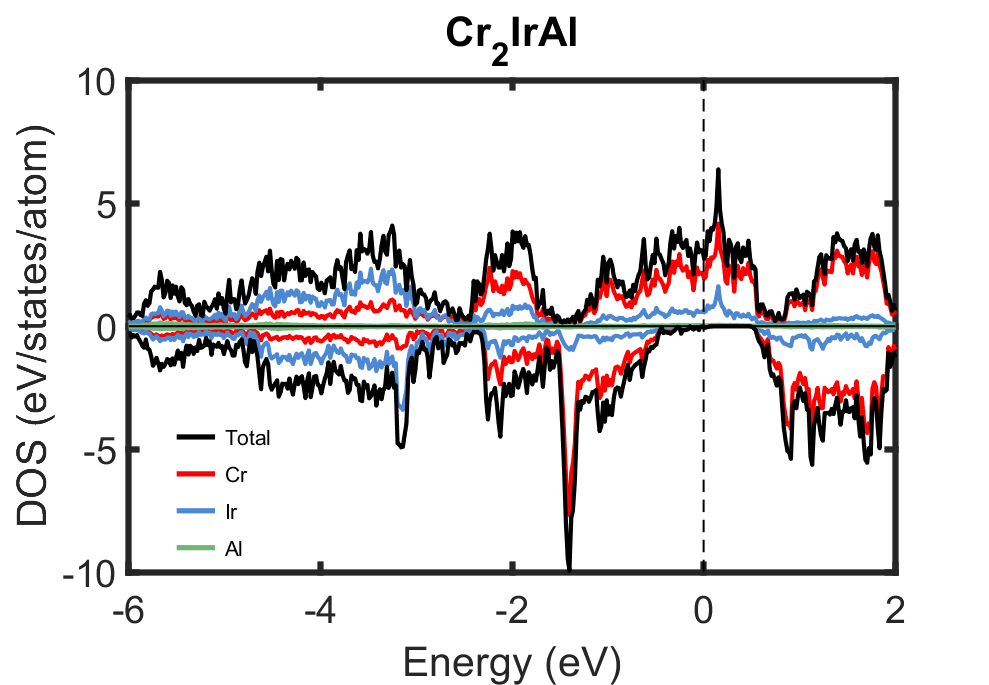 Cr2IrAl
10
5
0
-5
-10
DOS (eV/states/atom)
Total
Cr
Ir
Al
-6 -4 -2 0 2
Energy (eV)